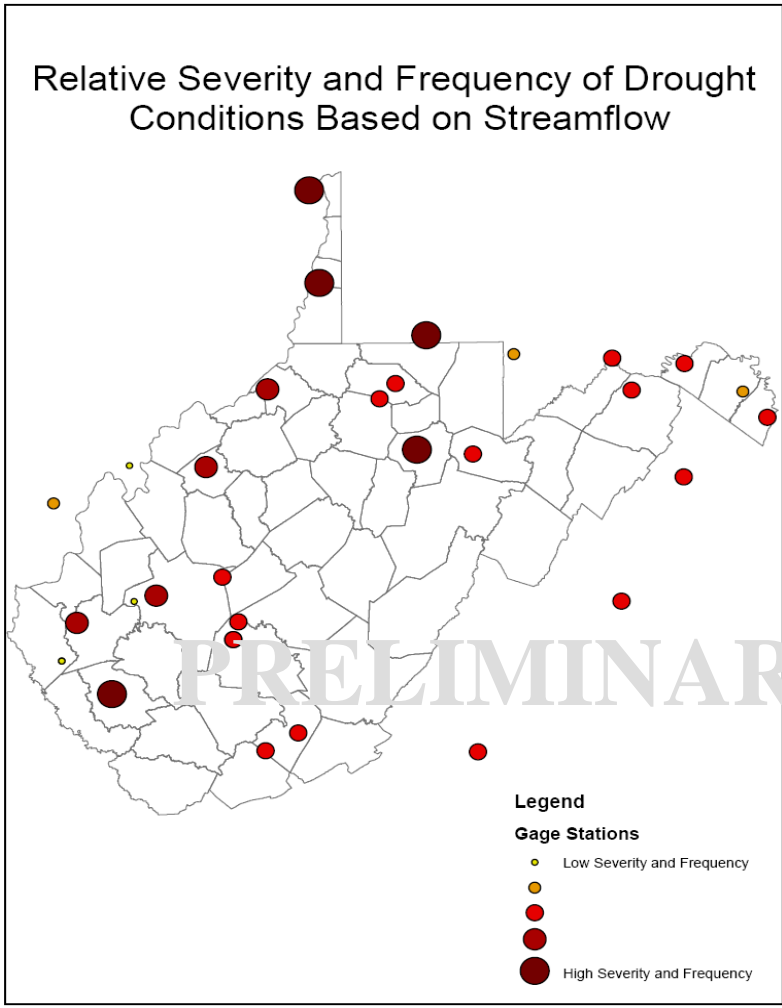 Relative Severity and Frequency of Drought
Conditions Based on Streamflow
PRELIMINAR
Legend
Gage Stations
Low Severity and Frequency
High Severity and Frequency